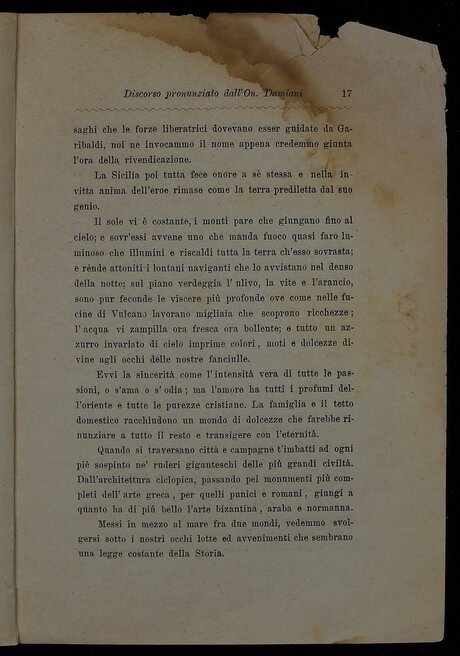 Discorso pronunziato dall'On. Damiani 17
saghi che le forze liberatrici dovevano esser guidate da Ga-
ribaldi, noi ne invocammo il nome appena credemmo giunta
l'ora della rivendicazione.
La Sicilia poi tutta fece onore a sè stessa e nella in-
vitta anima dell'eroe rimase come la terra prediletta dal suo
genio.
Il sole vi è costante, i monti pare che giungano fino al
cielo; e sovr'essi avvene uno che manda fuoco quasi faro lu-
minoso che illumini e riscaldi tutta la terra ch'esso sovrasta;
e rende attoniti i lontani naviganti che lo avvistano nel denso
della notte; sul piano verdeggia l'ulivo, la vite e l'arancio,
sono pur feconde le viscere più profonde ove come nelle fu-
cine di Vulcano lavorano migliaia che scoprono ricchezze;
l'acqua vi zampilla ora fresca ora bollente; e tutto un az-
zurro invariato di cielo imprime colori, moti e dolcezze di-
vine agli occhi delle nostre fanciulle.
Evvi la sincerità come l'intensità vera di tutte le pas-
sioni, o s'ama o s'odia; ma l'amore ha tutti i profumi del-
l'oriente e tutte le purezze cristiane. La famiglia e il tetto
domestico racchiudono un mondo di dolcezze che farebbe ri-
nunziare a tutto il resto e transigere con l'eternità.
Quando si traversano città e campagne t'imbatti ad ogni
piè sospinto ne' ruderi giganteschi delle più grandi civiltà.
Dall'architettura ciclopica, passando pei monumenti più com-
pleti dell'arte greca, per quelli punici e romani, giungi a
quanto ha di più bello l'arte bizantina, araba e normanna.
Messi in mezzo al mare fra due mondi, vedemmo svol-
gersi sotto i nostri occhi lotte ed avvenimenti che sembrano
una legge costante della Storia.